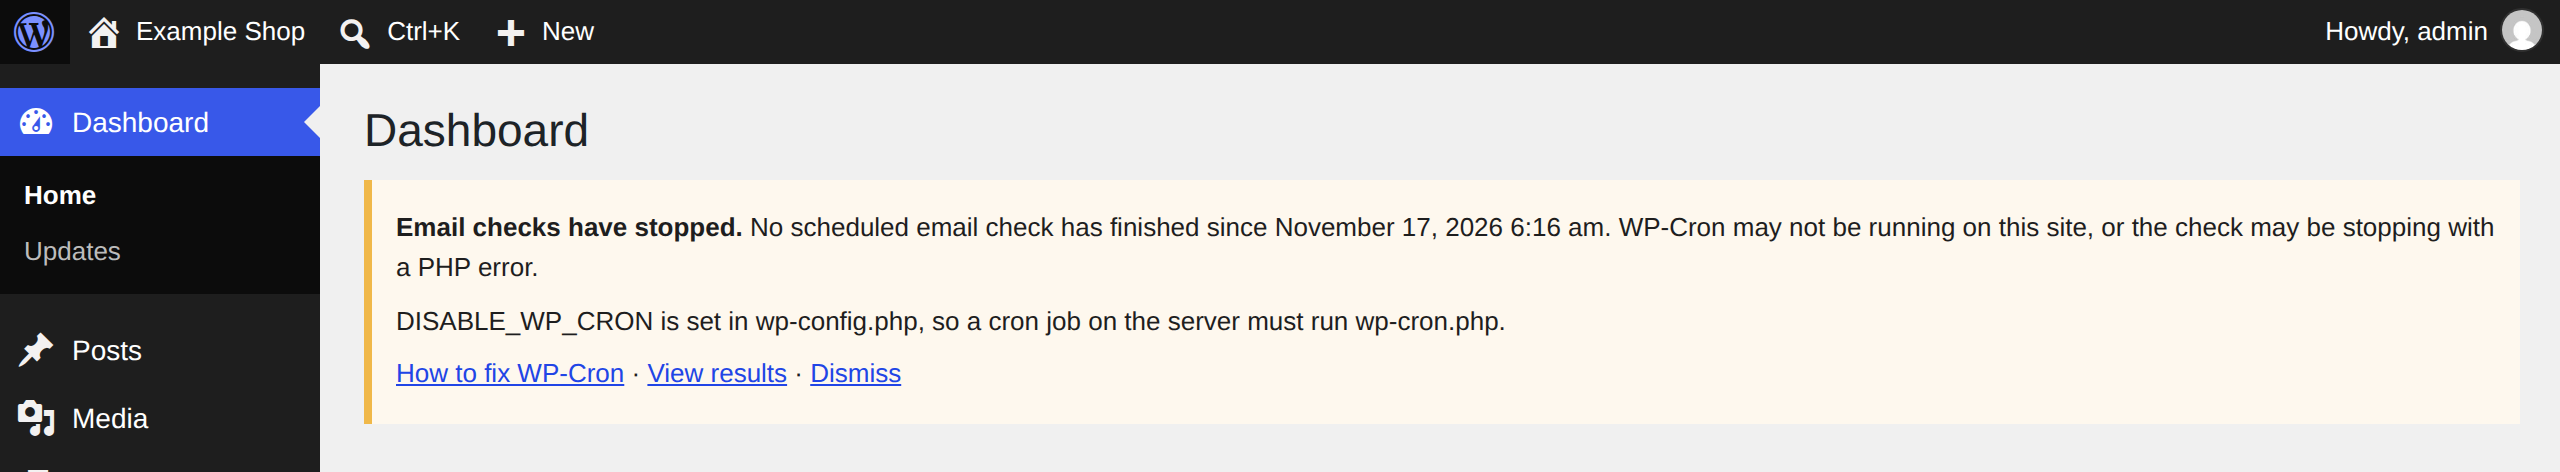 Example Shop
Ctrl+K
New
Howdy, admin
Dashboard
Home
Updates
Posts
Media
Dashboard
Email checks have stopped. No scheduled email check has finished since November 17, 2026 6:16 am. WP-Cron may not be running on this site, or the check may be stopping with
a PHP error.
DISABLE_WP_CRON is set in wp-config.php, so a cron job on the server must run wp-cron.php.
How to fix WP-Cron · View results · Dismiss